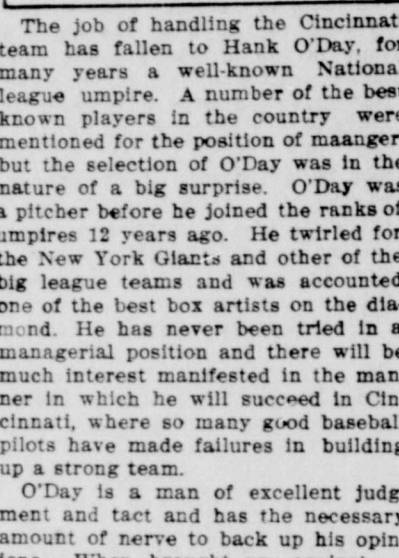 The job of handling the Cincinnat
team has fallen to Hank O'Day, for
many years a well-known Nationa
league umpire. A number of the bes
known players in the country were
mentioned for the position of maanger
but the selection of O'Day was in the
nature of a big surprise. O'Day was
a pitcher before he joined the ranks of
umpires 12 years ago. He twirled for
the New York Giants and other of the
big league teams and was accounted
one of the best box artists on the dia
mond. He has never been tried in a
managerial position and there will be
much interest manifested in the man
ner in which he will succeed in Cin
cinnati, where so many good basebal
pilots have made failures in building
up a strong team.
O'Day is a man of excellent judg
ment and tact and has the necessary
amount of nerve to back up his opin